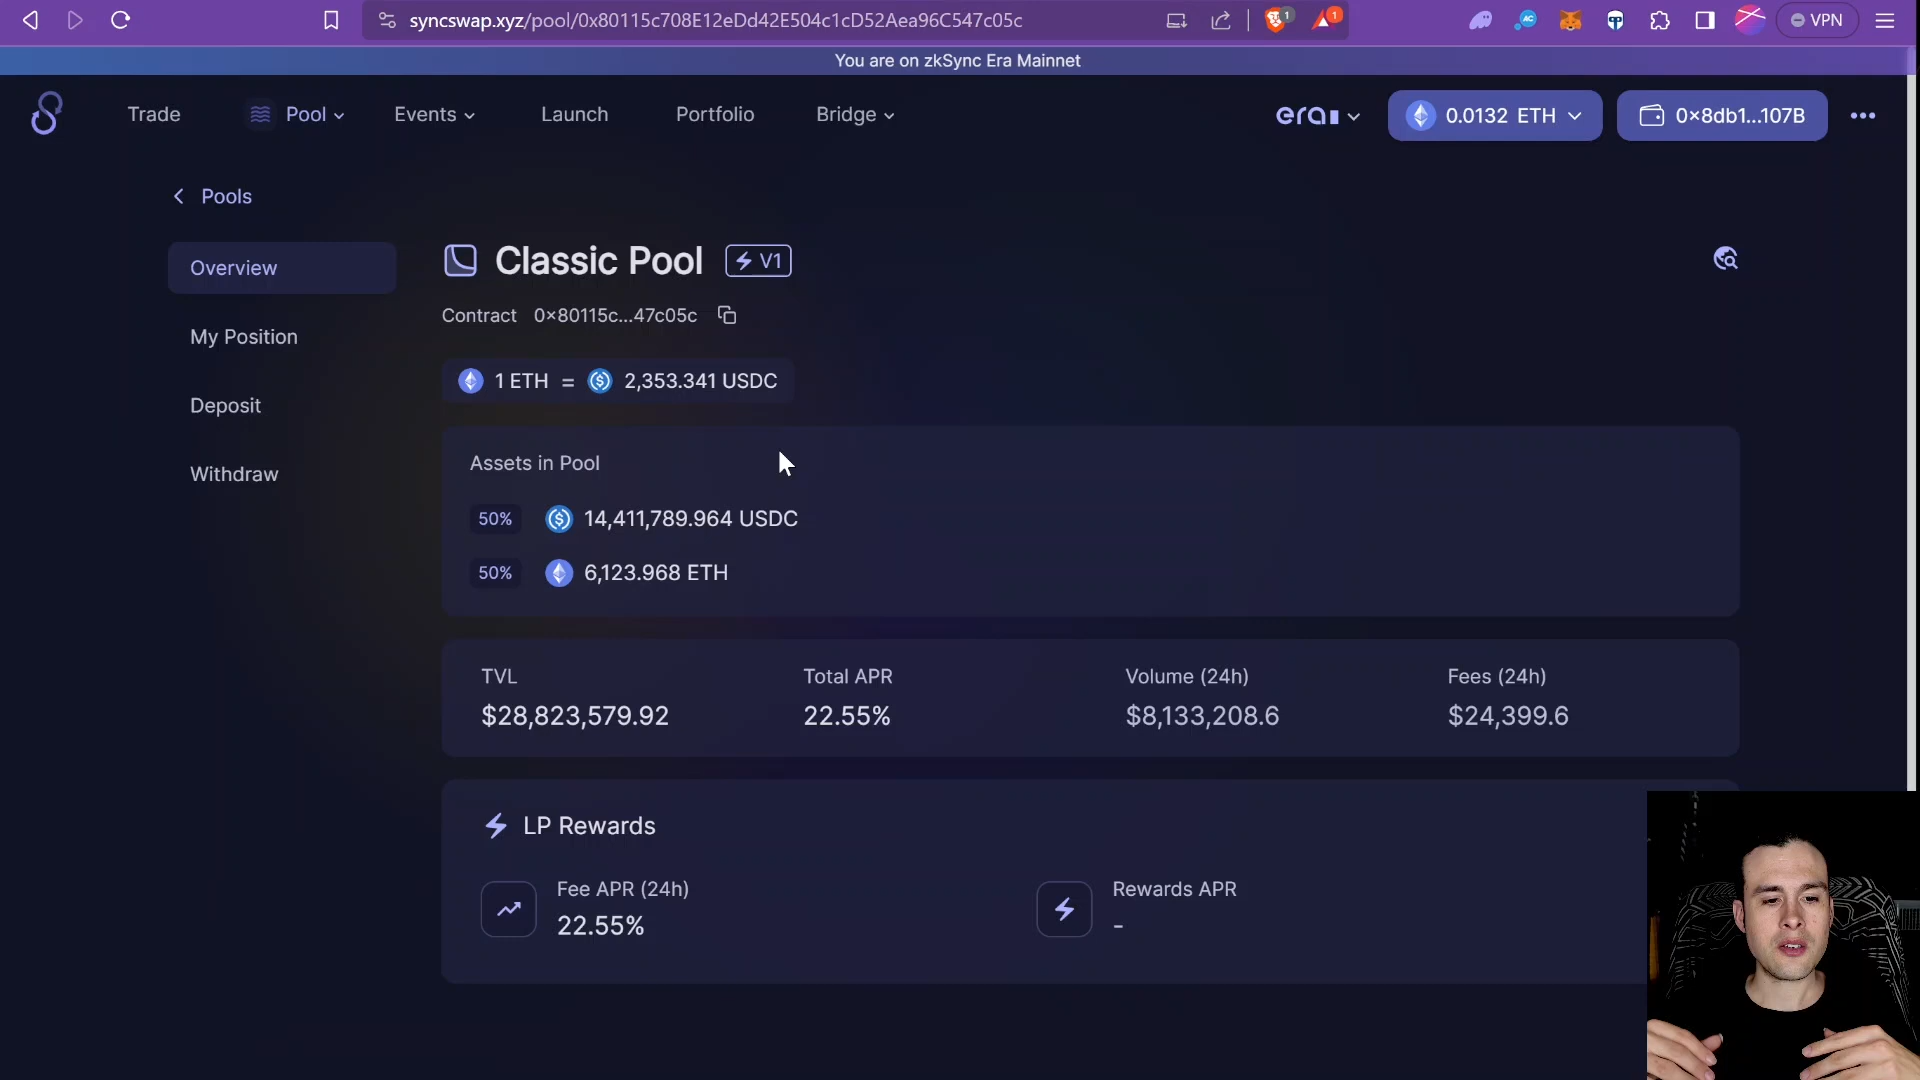 syncswap.xyz/pool/0x80115c708E12eDd42E504c1cD52Aea96C547c05c
1
1
VPN
You are on zkSync Era Mainnet
Trade
Pool
Events
Launch
Portfolio
Bridge
era
0.0132 ETH
0x8db1...107B
Pools
Overview
My Position
Deposit
Withdraw
Classic Pool
V1
Contract 0x80115c...47c05c
1 ETH = 2,353.341 USDC
Assets in Pool
50% 14,411,789.964 USDC
50% 6,123.968 ETH
TVL
$28,823,579.92
Total APR
22.55%
Volume (24h)
$8,133,208.6
Fees (24h)
$24,399.6
LP Rewards
Fee APR (24h)
22.55%
Rewards APR
-